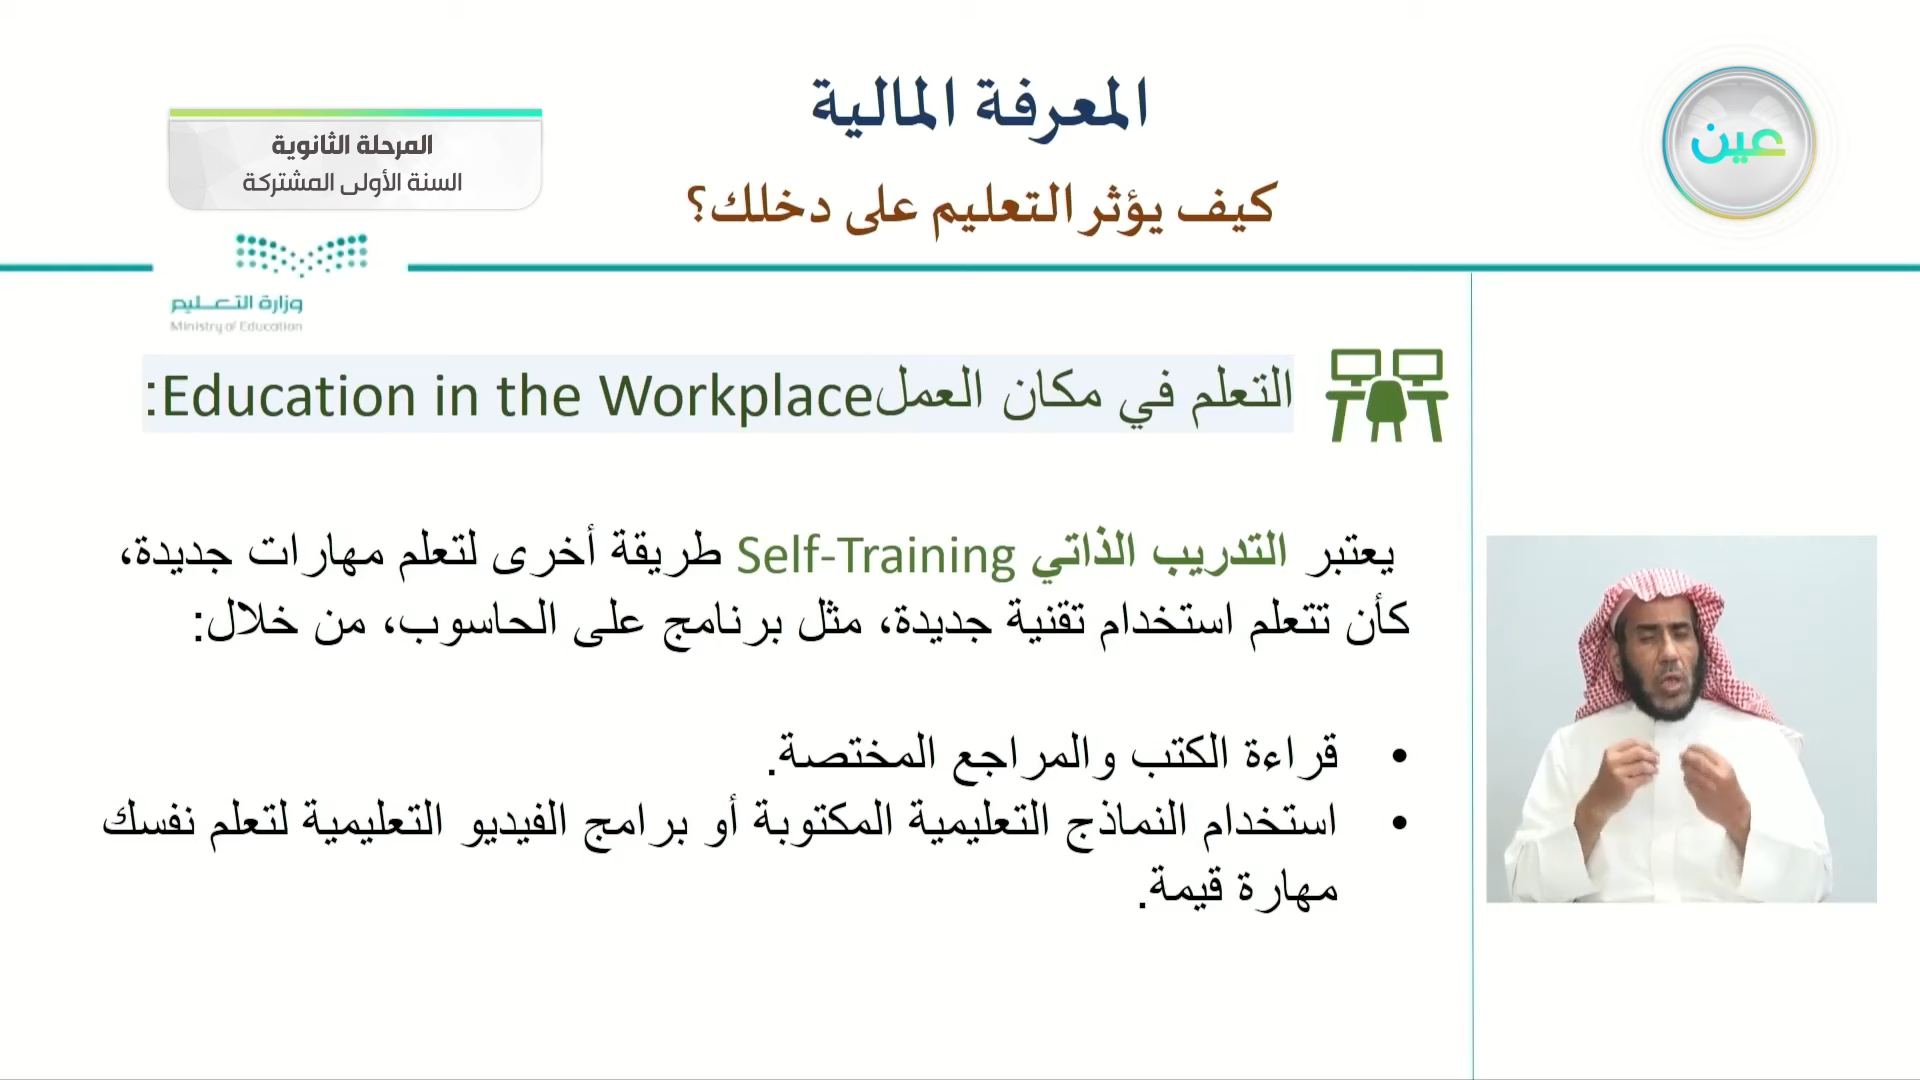 المعرفة المالية
كيف يؤثر التعليم على دخلك؟
عين
المرحلة الثانوية
السنة الأولى المشتركة
وزارة التعـــليم
Ministry of Education
التعلم في مكان العمل Education in the Workplace:
يعتبر التدريب الذاتي Self-Training طريقة أخرى لتعلم مهارات جديدة،
كأن تتعلم استخدام تقنية جديدة، مثل برنامج على الحاسوب، من خلال:
• قراءة الكتب والمراجع المختصة.
• استخدام النماذج التعليمية المكتوبة أو برامج الفيديو التعليمية لتعلم نفسك
مهارة قيمة.